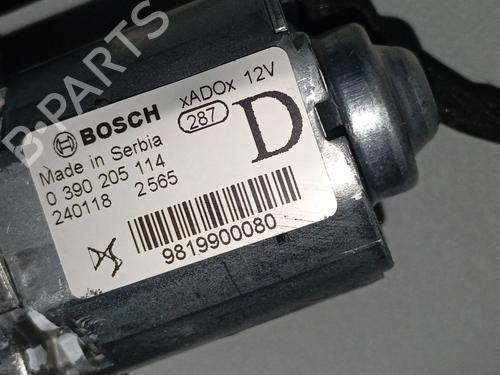 B-PARTS
BOSCH xADOx 12V
287
Made in Serbia
D
0 390 205 114
240118 2565
9819900080